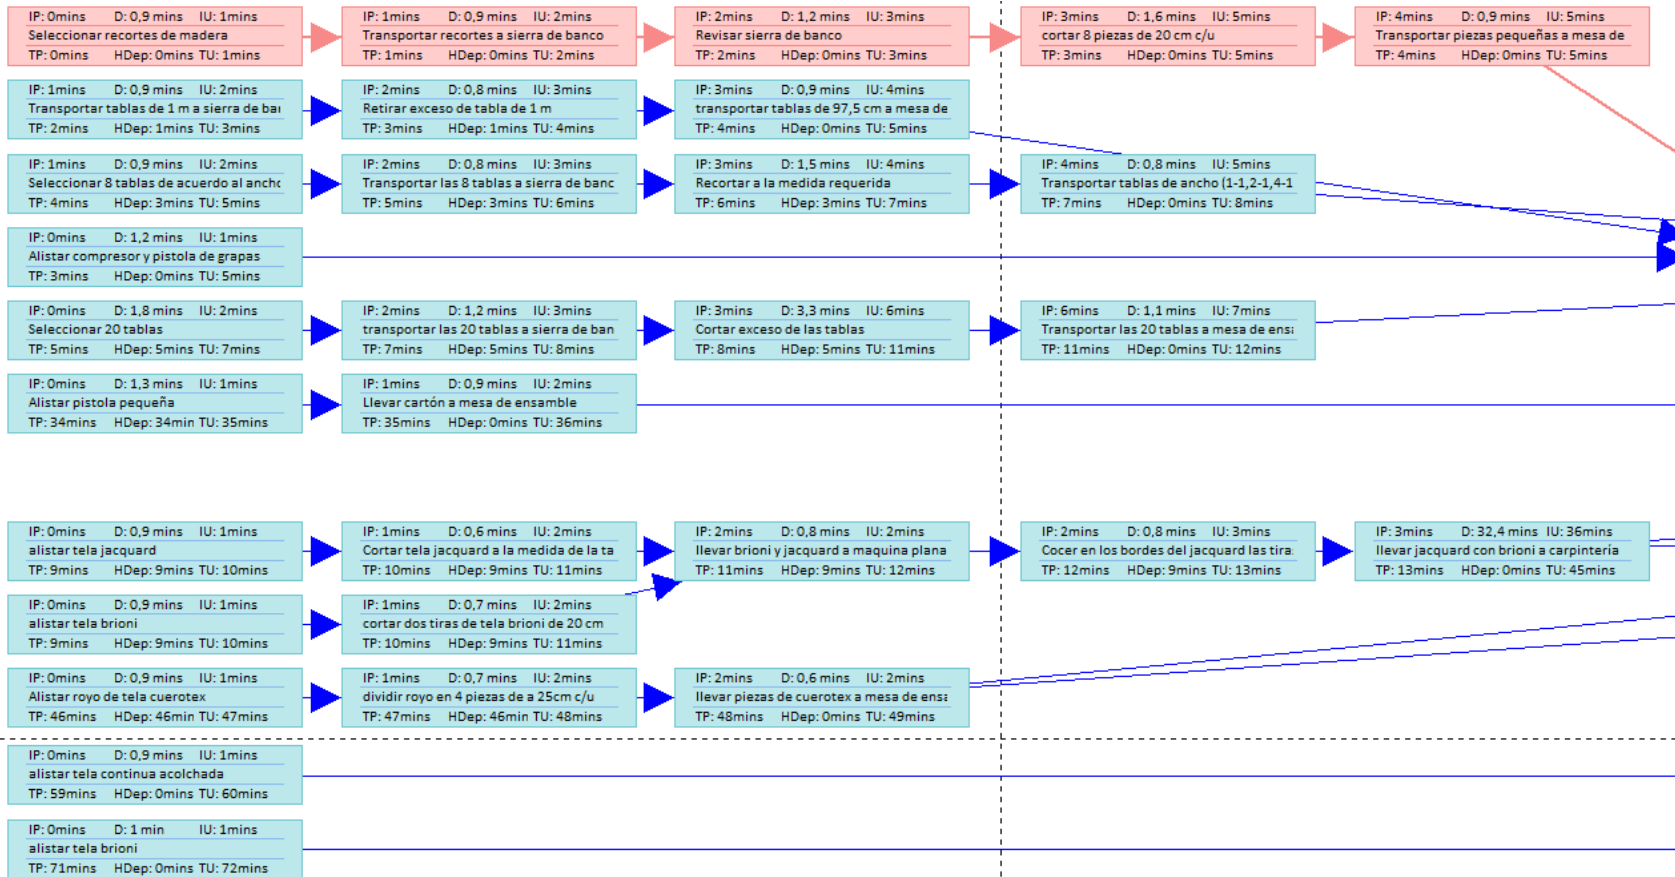 IP: 0mins D: 0,9 mins IU: 1mins
Seleccionar recortes de madera
TP: 0mins HDep: 0mins TU: 1mins
IP: 1mins D: 0,9 mins IU: 2mins
Transportar recortes a sierra de banco
TP: 1mins HDep: 0mins TU: 2mins
IP: 2mins D: 1,2 mins IU: 3mins
Revisar sierra de banco
TP: 2mins HDep: 0mins TU: 3mins
IP: 3mins D: 1,6 mins IU: 5mins
cortar 8 piezas de 20 cm c/u
TP: 3mins HDep: 0mins TU: 5mins
IP: 4mins D: 0,9 mins IU: 5mins
Transportar piezas pequeñas a mesa de
TP: 4mins HDep: 0mins TU: 5mins
IP: 1mins D: 0,9 mins IU: 2mins
Transportar tablas de 1 m a sierra de ban
TP: 2mins HDep: 1mins TU: 3mins
IP: 2mins D: 0,8 mins IU: 3mins
Retirar exceso de tabla de 1 m
TP: 3mins HDep: 1mins TU: 4mins
IP: 3mins D: 0,9 mins IU: 4mins
transportar tablas de 97,5 cm a mesa de
TP: 4mins HDep: 0mins TU: 5mins
IP: 1mins D: 0,9 mins IU: 2mins
Seleccionar 8 tablas de acuerdo al ancho
TP: 4mins HDep: 3mins TU: 5mins
IP: 2mins D: 0,8 mins IU: 3mins
Transportar las 8 tablas a sierra de banc
TP: 5mins HDep: 3mins TU: 6mins
IP: 3mins D: 1,5 mins IU: 4mins
Recortar a la medida requerida
TP: 6mins HDep: 3mins TU: 7mins
IP: 4mins D: 0,8 mins IU: 5mins
Transportar tablas de ancho (1-1,2-1,4-1
TP: 7mins HDep: 0mins TU: 8mins
IP: 0mins D: 1,2 mins IU: 1mins
Alistar compresor y pistola de grapas
TP: 3mins HDep: 0mins TU: 5mins
IP: 0mins D: 1,8 mins IU: 2mins
Seleccionar 20 tablas
TP: 5mins HDep: 5mins TU: 7mins
IP: 2mins D: 1,2 mins IU: 3mins
transportar las 20 tablas a sierra de ban
TP: 7mins HDep: 5mins TU: 8mins
IP: 3mins D: 3,3 mins IU: 6mins
Cortar exceso de las tablas
TP: 8mins HDep: 5mins TU: 11mins
IP: 6mins D: 1,1 mins IU: 7mins
Transportar las 20 tablas a mesa de ensa
TP: 11mins HDep: 0mins TU: 12mins
IP: 0mins D: 1,3 mins IU: 1mins
Alistar pistola pequeña
TP: 34mins HDep: 34min TU: 35mins
IP: 1mins D: 0,9 mins IU: 2mins
Llevar cartón a mesa de ensamble
TP: 35mins HDep: 0mins TU: 36mins
IP: 0mins D: 0,9 mins IU: 1mins
alistar tela jacquard
TP: 9mins HDep: 9mins TU: 10mins
IP: 1mins D: 0,6 mins IU: 2mins
Cortar tela jacquard a la medida de la ta
TP: 10mins HDep: 9mins TU: 11mins
IP: 2mins D: 0,8 mins IU: 2mins
llevar brioni y jacquard a maquina plana
TP: 11mins HDep: 9mins TU: 12mins
IP: 2mins D: 0,8 mins IU: 3mins
Cocer en los bordes del jacquard las tira
TP: 12mins HDep: 9mins TU: 13mins
IP: 3mins D: 32,4 mins IU: 36mins
llevar jacquard con brioni a carpintería
TP: 13mins HDep: 0mins TU: 45mins
IP: 0mins D: 0,9 mins IU: 1mins
alistar tela brioni
TP: 9mins HDep: 9mins TU: 10mins
IP: 1mins D: 0,7 mins IU: 2mins
cortar dos tiras de tela brioni de 20 cm
TP: 10mins HDep: 9mins TU: 11mins
IP: 0mins D: 0,9 mins IU: 1mins
Alistar royo de tela cuerotex
TP: 46mins HDep: 46min TU: 47mins
IP: 1mins D: 0,7 mins IU: 2mins
dividir royo en 4 piezas de a 25cm c/u
TP: 47mins HDep: 46min TU: 48mins
IP: 2mins D: 0,6 mins IU: 2mins
llevar piezas de cuerotex a mesa de ensa
TP: 48mins HDep: 0mins TU: 49mins
IP: 0mins D: 0,9 mins IU: 1mins
alistar tela continua acolchada
TP: 59mins HDep: 0mins TU: 60mins
IP: 0mins D: 1 min IU: 1mins
alistar tela brioni
TP: 71mins HDep: 0mins TU: 72mins